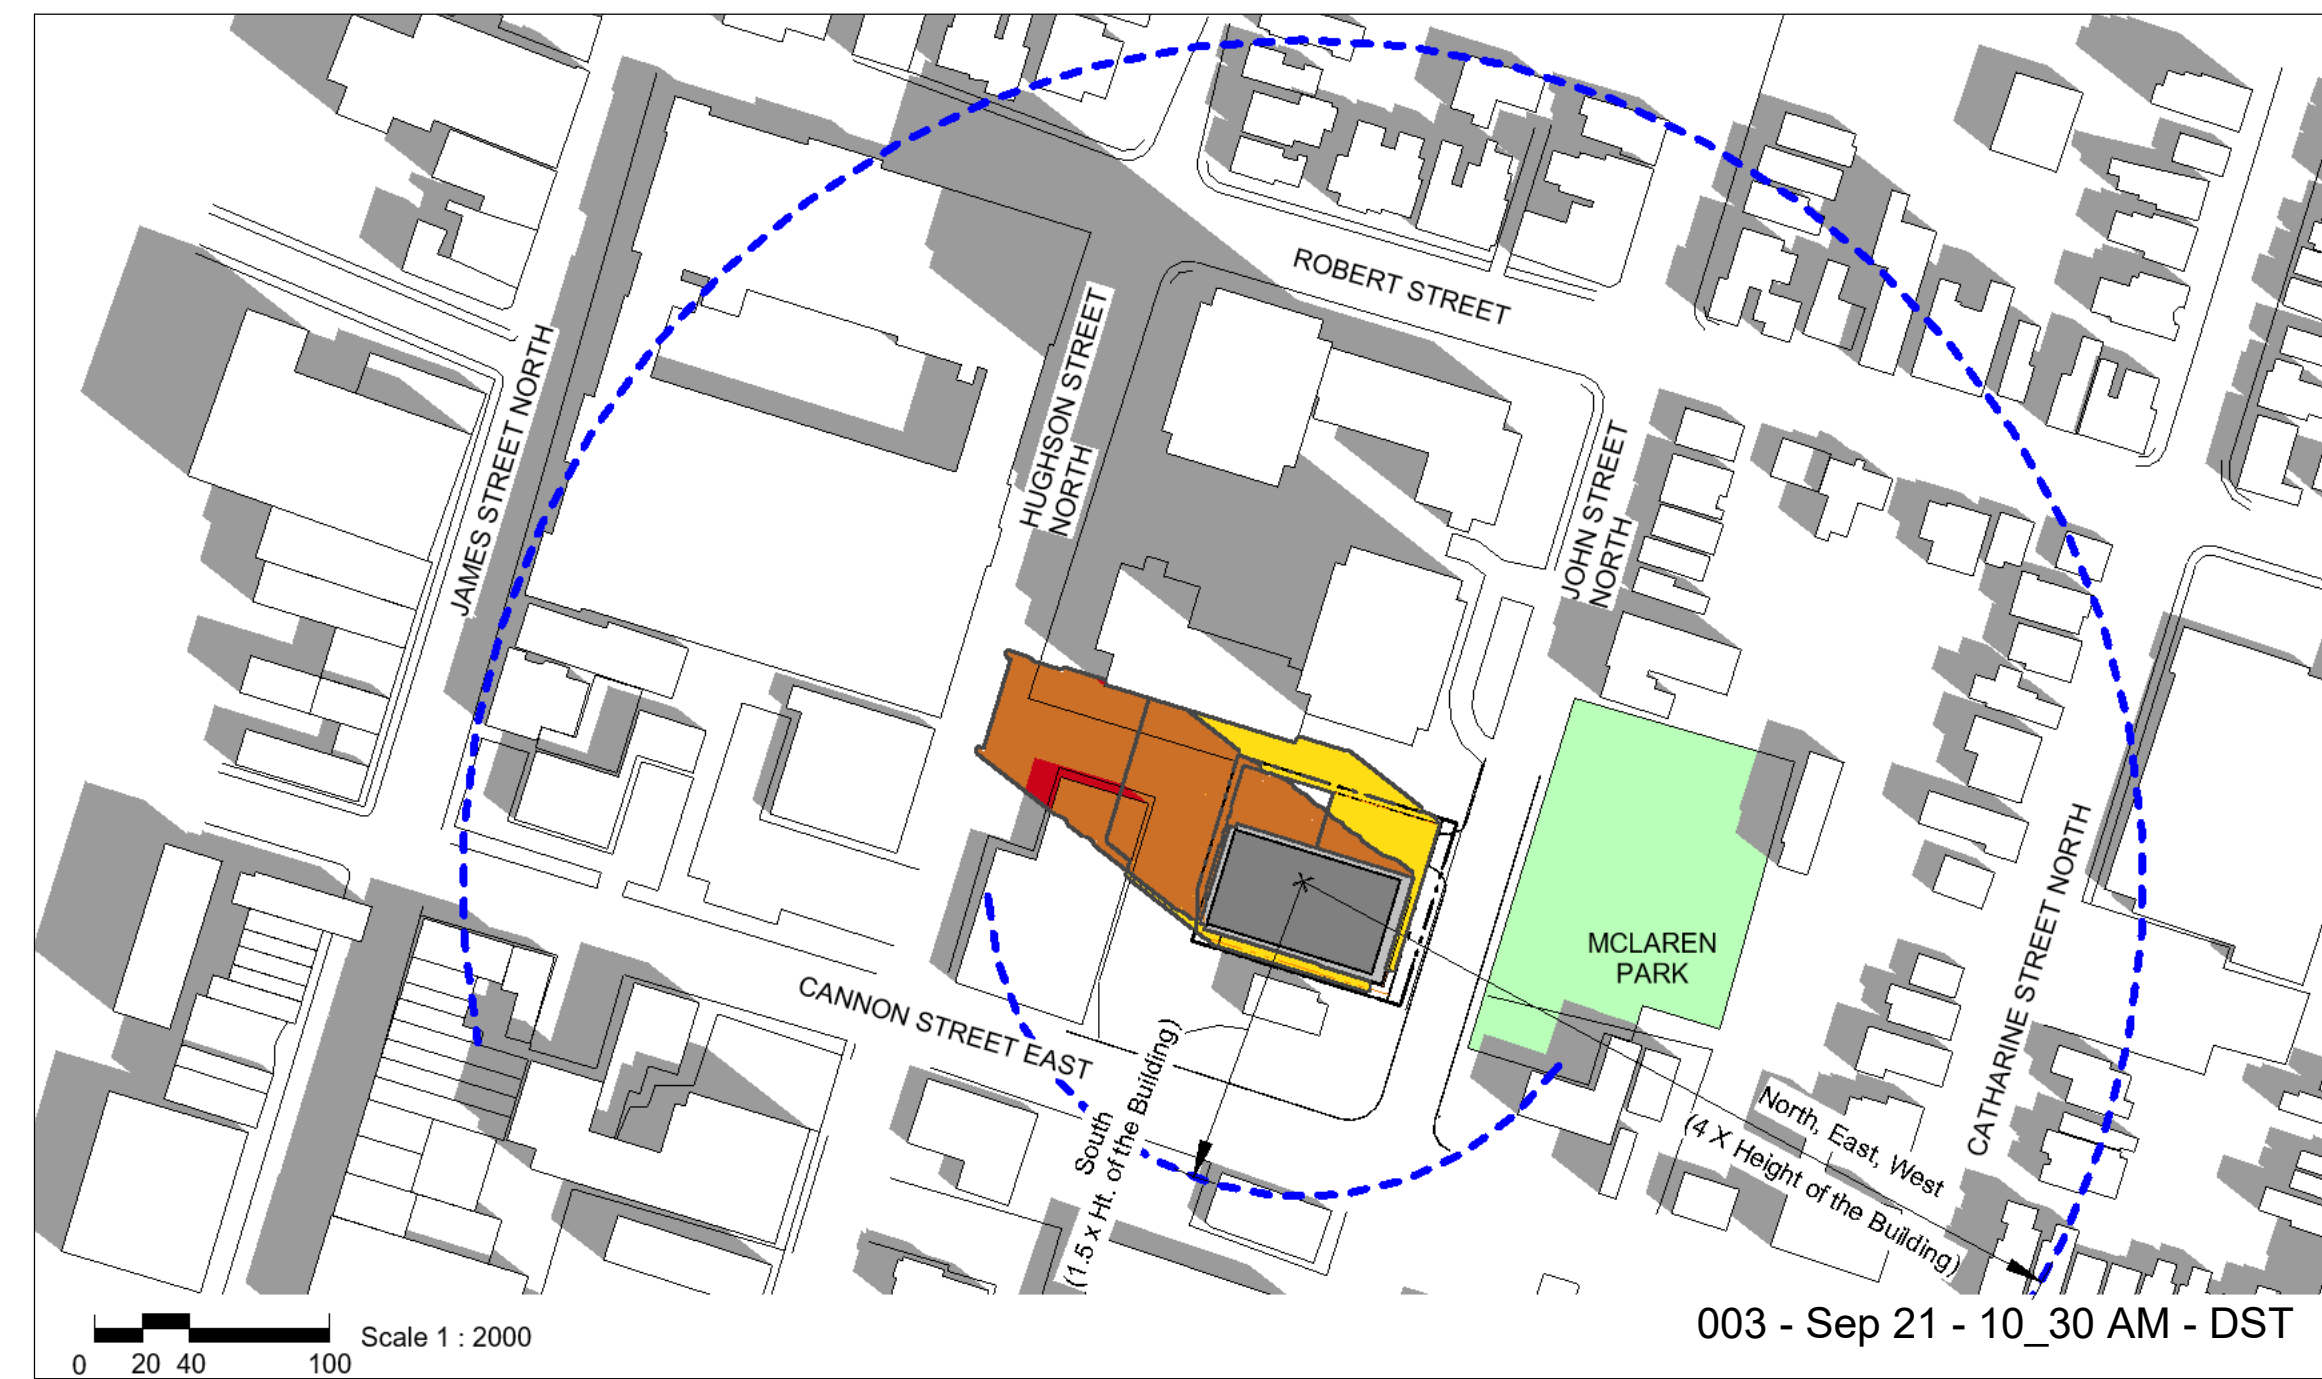 ROBERT STREET
HUGHSON STREET
NORTH
JAMES STREET NORTH
JOHN STREET
NORTH
MCLAREN
PARK
CATHARINE STREET NORTH
CANNON STREET EAST
South
(1.5 x Ht. of the Building)
North, East, West
(4 X Height of the Building)
003 - Sep 21 - 10_30 AM - DST
Scale 1 : 2000
0 20 40 100